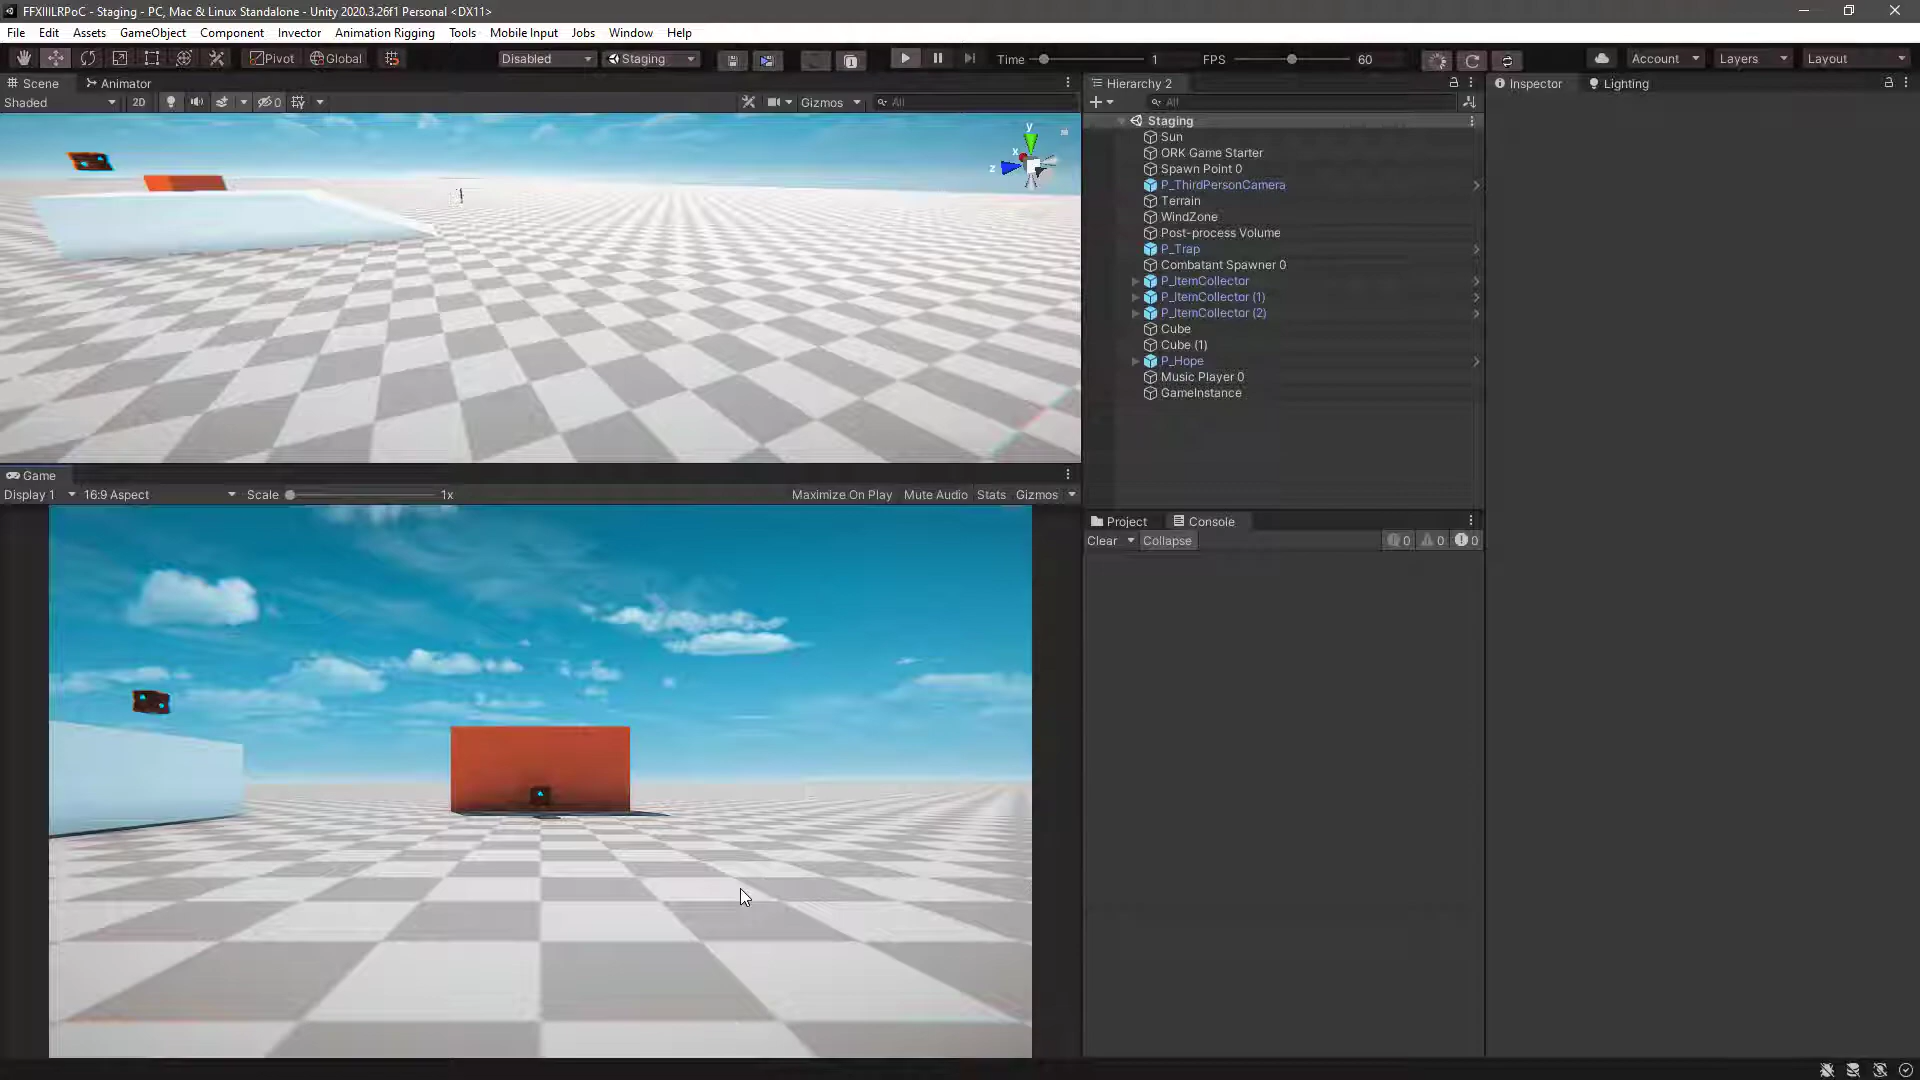 FFXIIILRPoC - Staging - PC, Mac & Linux Standalone - Unity 2020.3.26f1 Personal <DX11>
File Edit Assets GameObject Component Invector Animation Rigging Tools Mobile Input Jobs Window Help
Pivot Global Disabled Staging Time 1 FPS 60 Account Layers Layout
Scene Animator
Shaded 2D 0 Gizmos All
y
x
z
Hierarchy 2
All
Staging
Sun
ORK Game Starter
Spawn Point 0
P_ThirdPersonCamera
Terrain
WindZone
Post-process Volume
P_Trap
Combatant Spawner 0
P_ItemCollector
P_ItemCollector (1)
P_ItemCollector (2)
Cube
Cube (1)
P_Hope
Music Player 0
GameInstance
Inspector Lighting
Game
Display 1 16:9 Aspect Scale 1x Maximize On Play Mute Audio Stats Gizmos
Project Console
Clear Collapse 0 0 0